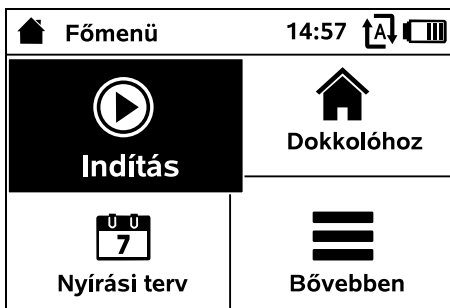 Főmenü 14:57 A
Indítás
Dokkolóhoz
7
Nyírási terv
Bővebben